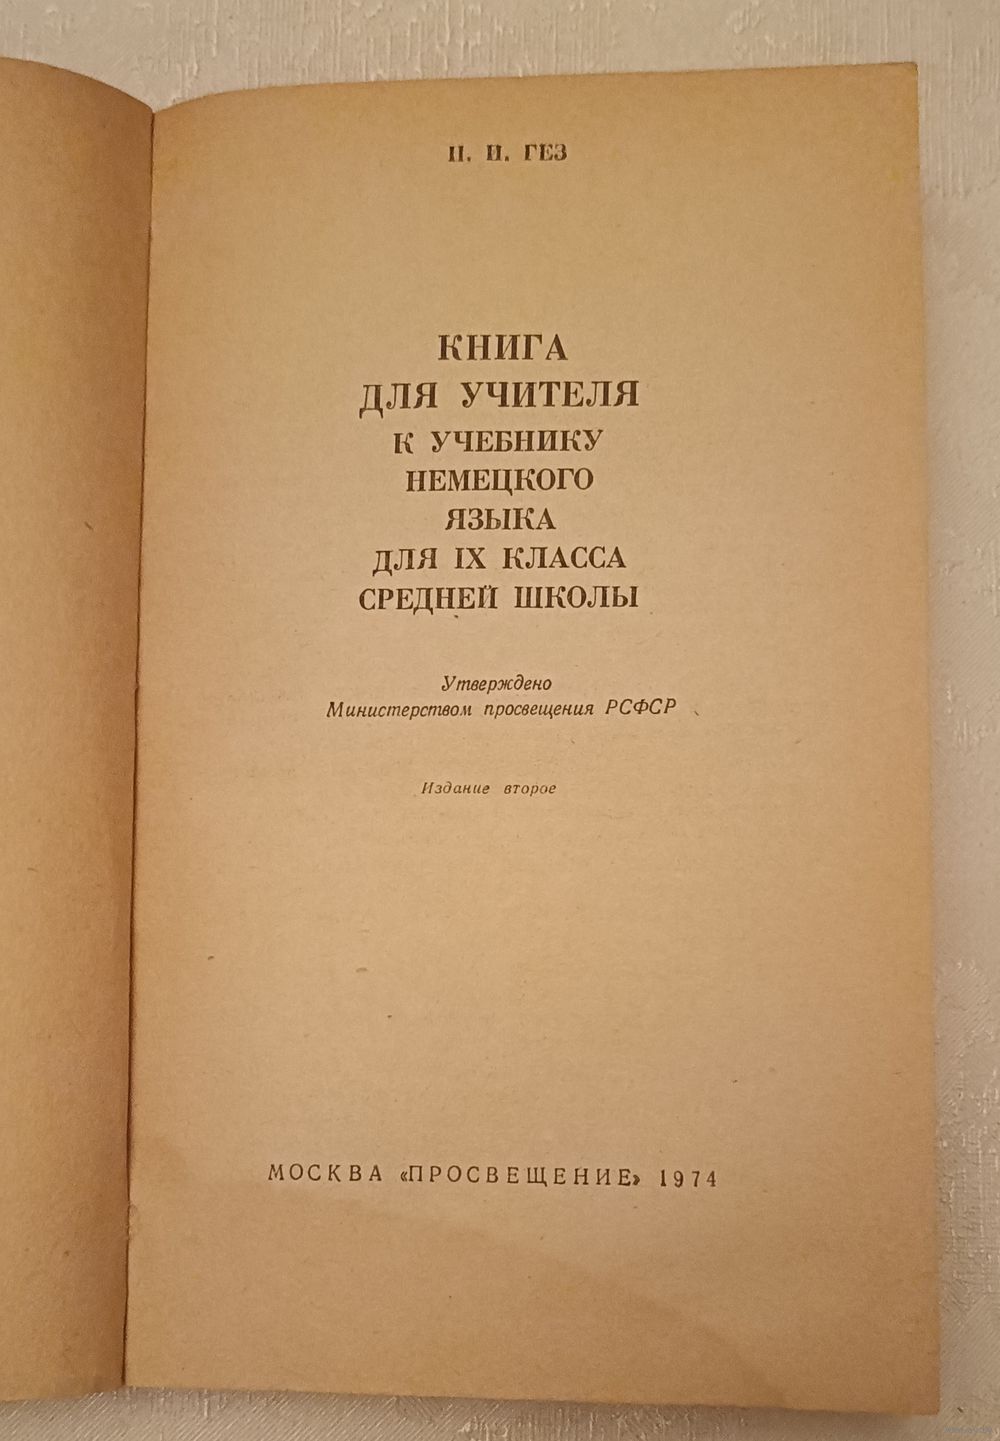 Н. И. ГЕЗ
КНИГА
ДЛЯ УЧИТЕЛЯ
К УЧЕБНИКУ
НЕМЕЦКОГО
ЯЗЫКА
ДЛЯ IX КЛАССА
СРЕДНЕЙ ШКОЛЫ
Утверждено
Министерством просвещения РСФСР
Издание второе
МОСКВА «ПРОСВЕЩЕНИЕ» 1974